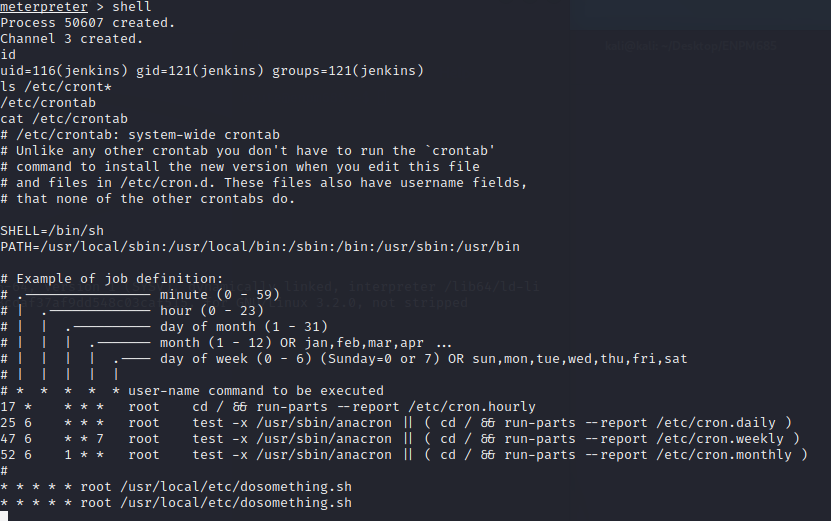 meterpreter > shell
Process 50607 created.
Channel 3 created.
id
uid=116(jenkins) gid=121(jenkins) groups=121(jenkins)
ls /etc/cront*
/etc/crontab
cat /etc/crontab
# /etc/crontab: system-wide crontab
# Unlike any other crontab you don't have to run the `crontab'
# command to install the new version when you edit this file
# and files in /etc/cron.d. These files also have username fields,
# that none of the other crontabs do.
SHELL=/bin/sh
PATH=/usr/local/sbin:/usr/local/bin:/sbin:/bin:/usr/sbin:/usr/bin
# Example of job definition:
# .---------------- minute (0 - 59)
# |  .------------- hour (0 - 23)
# |  |  .---------- day of month (1 - 31)
# |  |  |  .------- month (1 - 12) OR jan,feb,mar,apr ...
# |  |  |  |  .---- day of week (0 - 6) (Sunday=0 or 7) OR sun,mon,tue,wed,thu,fri,sat
# |  |  |  |  |
# *  *  *  *  * user-name command to be executed
17 *    * * *   root    cd / && run-parts --report /etc/cron.hourly
25 6    * * *   root    test -x /usr/sbin/anacron || ( cd / && run-parts --report /etc/cron.daily )
47 6    * * 7   root    test -x /usr/sbin/anacron || ( cd / && run-parts --report /etc/cron.weekly )
52 6    1 * *   root    test -x /usr/sbin/anacron || ( cd / && run-parts --report /etc/cron.monthly )
#
* * * * * root /usr/local/etc/dosomething.sh
* * * * * root /usr/local/etc/dosomething.sh